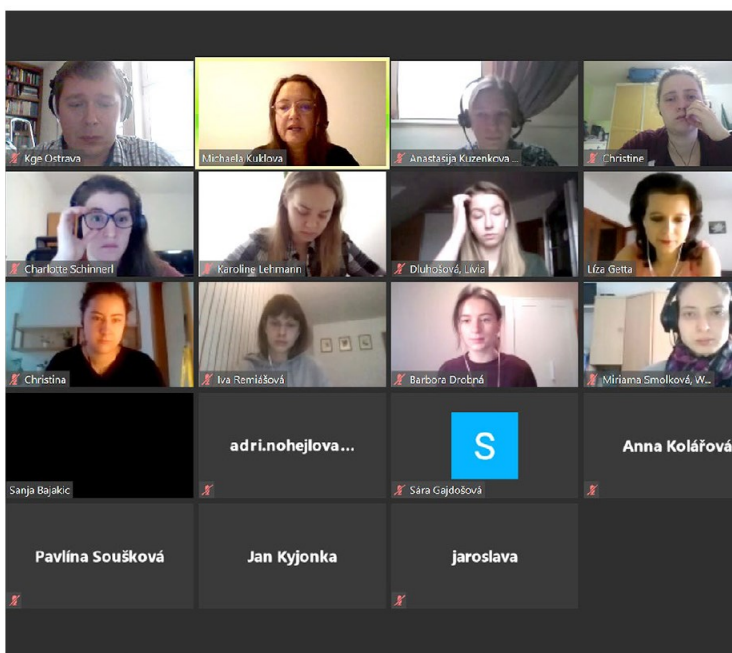 Kge Ostrava
Michaela Kuklova
Anastasija Kuzenkova ...
Christine
Charlotte Schinnerl
Karoline Lehmann
Dluhošová, Lívia
Líza Getta
Christina
Iva Remiášová
Barbora Drobná
Miriama Smolková, W...
Sanja Bajakic
adri.nohejlova...
S
Sára Gajdošová
Anna Kolářová
Pavlína Soušková
Jan Kyjonka
jaroslava